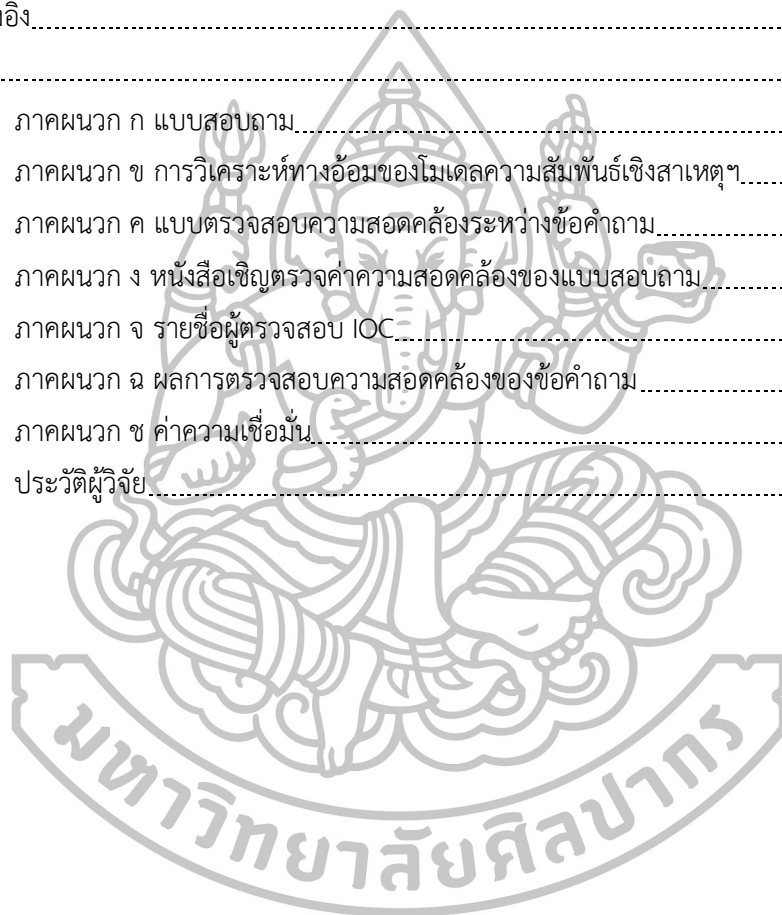 ภาคผนวก ก แบบสอบถาม
ภาคผนวก ข การวิเคราะห์ทางอ้อมของโมเดลความสัมพันธ์เชิงสาเหตุฯ
ภาคผนวก ค แบบตรวจสอบความสอดคล้องระหว่างข้อคำถาม
ภาคผนวก ง หนังสือเชิญตรวจค่าความสอดคล้องของแบบสอบถาม
ภาคผนวก จ รายชื่อผู้ตรวจสอบ IOC
ภาคผนวก ฉ ผลการตรวจสอบความสอดคล้องของข้อคำถาม
ภาคผนวก ช ค่าความเชื่อมั่น
ประวัติผู้วิจัย
มหาวิทยาลัยศิลปากร